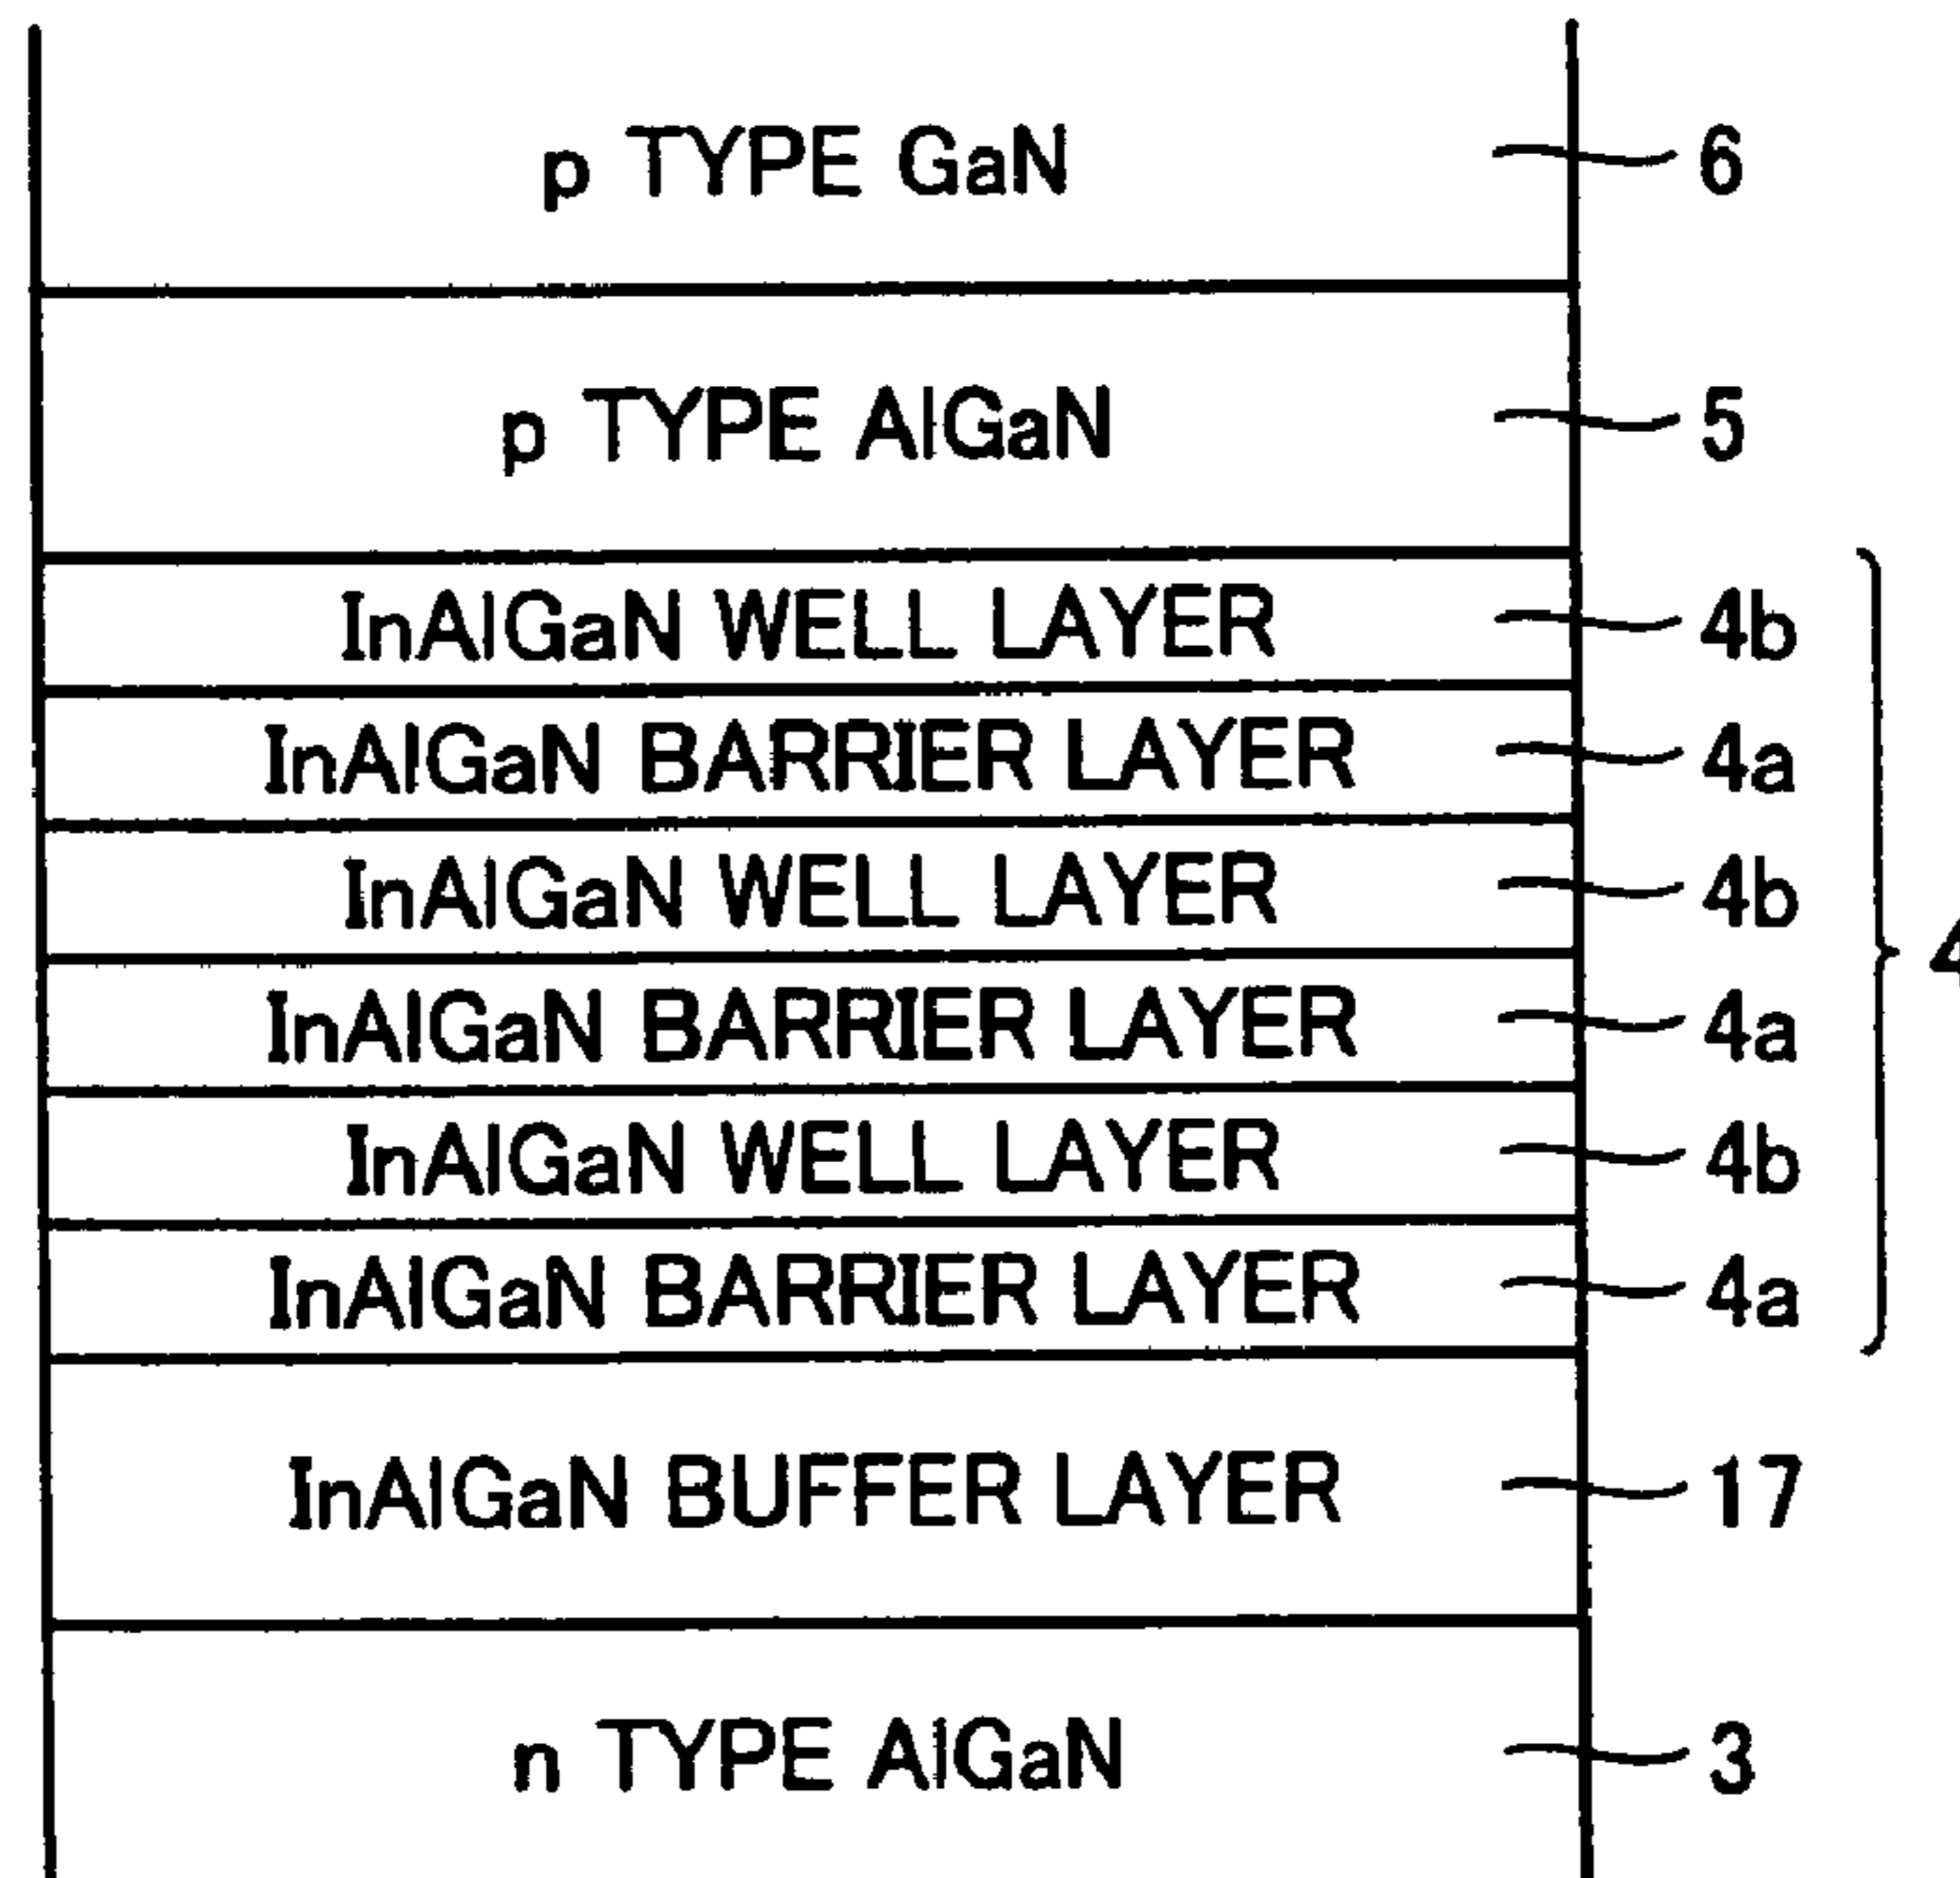 p TYPE GaN 6
p TYPE AlGaN 5
InAlGaN WELL LAYER 4b
InAlGaN BARRIER LAYER 4a
InAlGaN WELL LAYER 4b
4
InAlGaN BARRIER LAYER 4a
InAlGaN WELL LAYER 4b
InAlGaN BARRIER LAYER 4a
InAlGaN BUFFER LAYER 17
n TYPE AlGaN 3